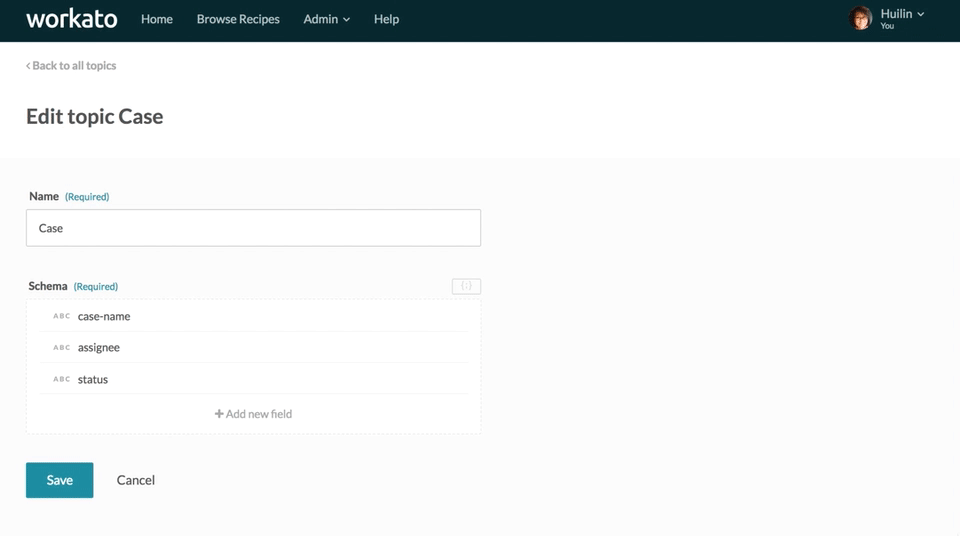 workato Home Browse Recipes Admin Help Huilin
You
Back to all topics
Edit topic Case
Name (Required)
Case
Schema (Required) {;}
ABC case-name
ABC assignee
ABC status
+ Add new field
Save Cancel